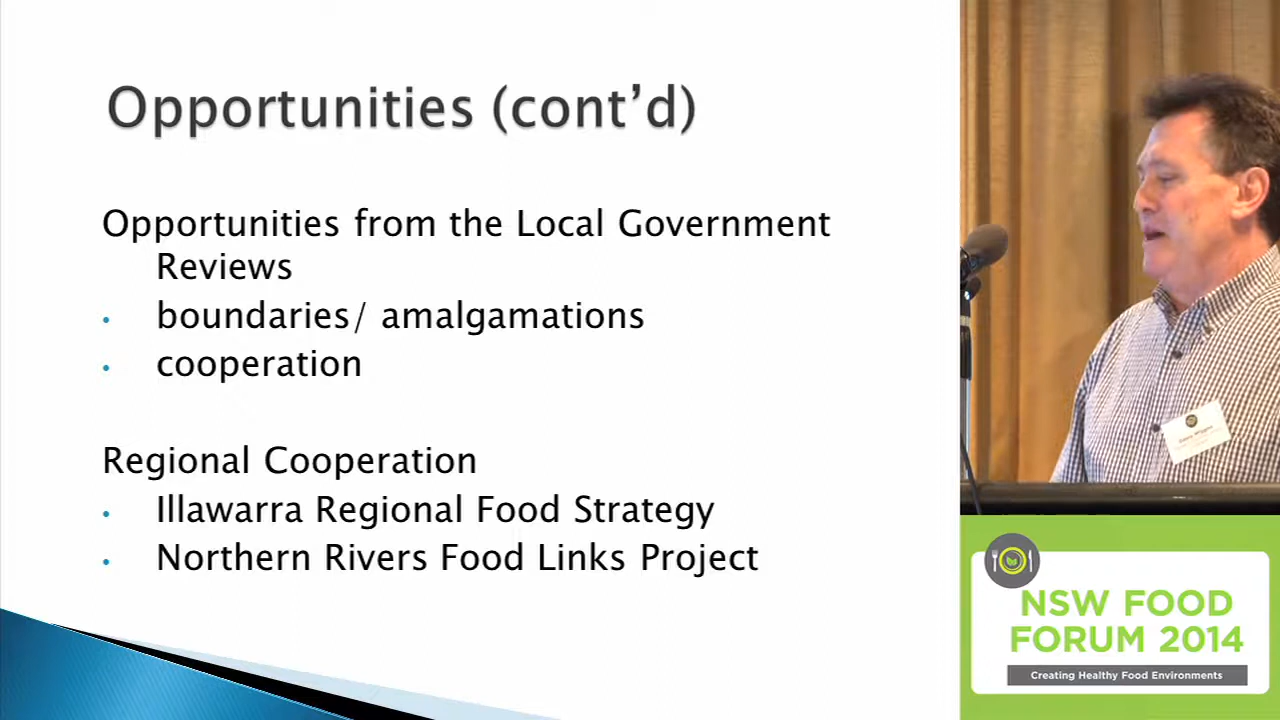 Opportunities (cont’d)
Opportunities from the Local Government
Reviews
• boundaries/ amalgamations
• cooperation
Regional Cooperation
• Illawarra Regional Food Strategy
• Northern Rivers Food Links Project
NSW FOOD
FORUM 2014
Creating Healthy Food Environments